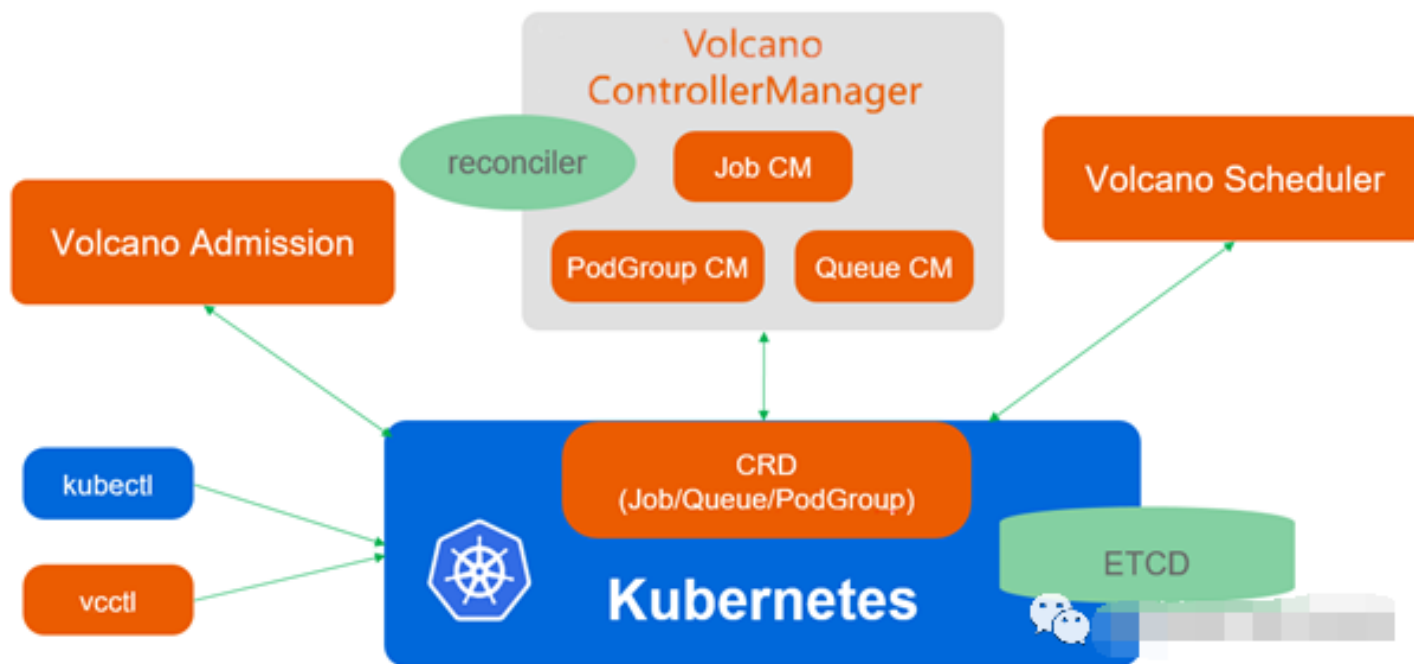 Volcano
ControllerManager
reconciler
Job CM
Volcano Scheduler
Volcano Admission
PodGroup CM
Queue CM
kubectl
CRD
(Job/Queue/PodGroup)
ETCD
vcctl
Kubernetes